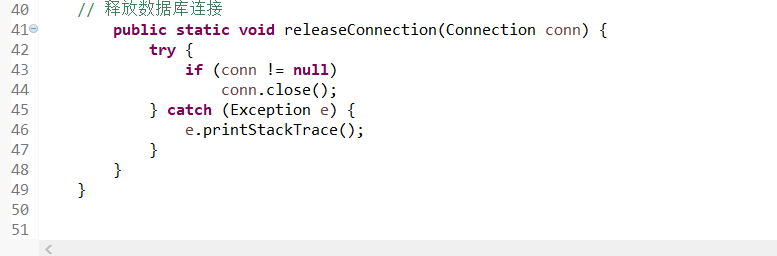 40 // 释放数据库连接
41 public static void releaseConnection(Connection conn) {
42 try {
43 if (conn != null)
44 conn.close();
45 } catch (Exception e) {
46 e.printStackTrace();
47 }
48 }
49 }
50
51